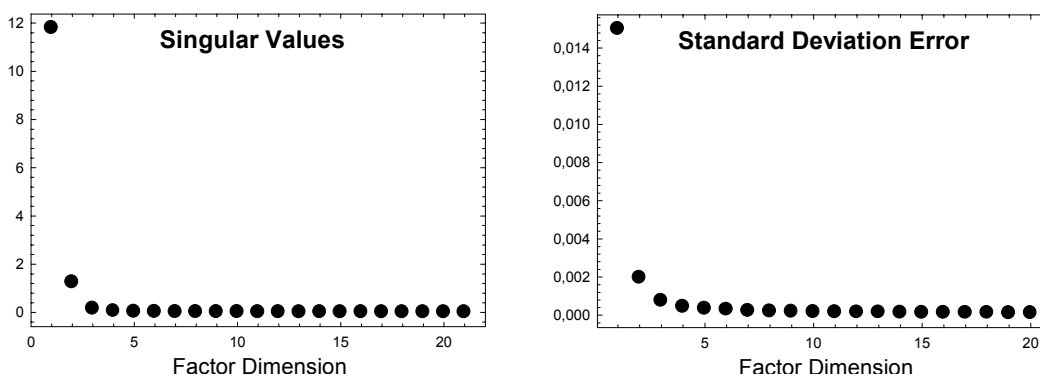 Singular Values
12
10
8
6
4
2
0
0 5 10 15 20
Factor Dimension
Standard Deviation Error
0,014
0,012
0,010
0,008
0,006
0,004
0,002
0,000
5 10 15 20
Factor Dimension